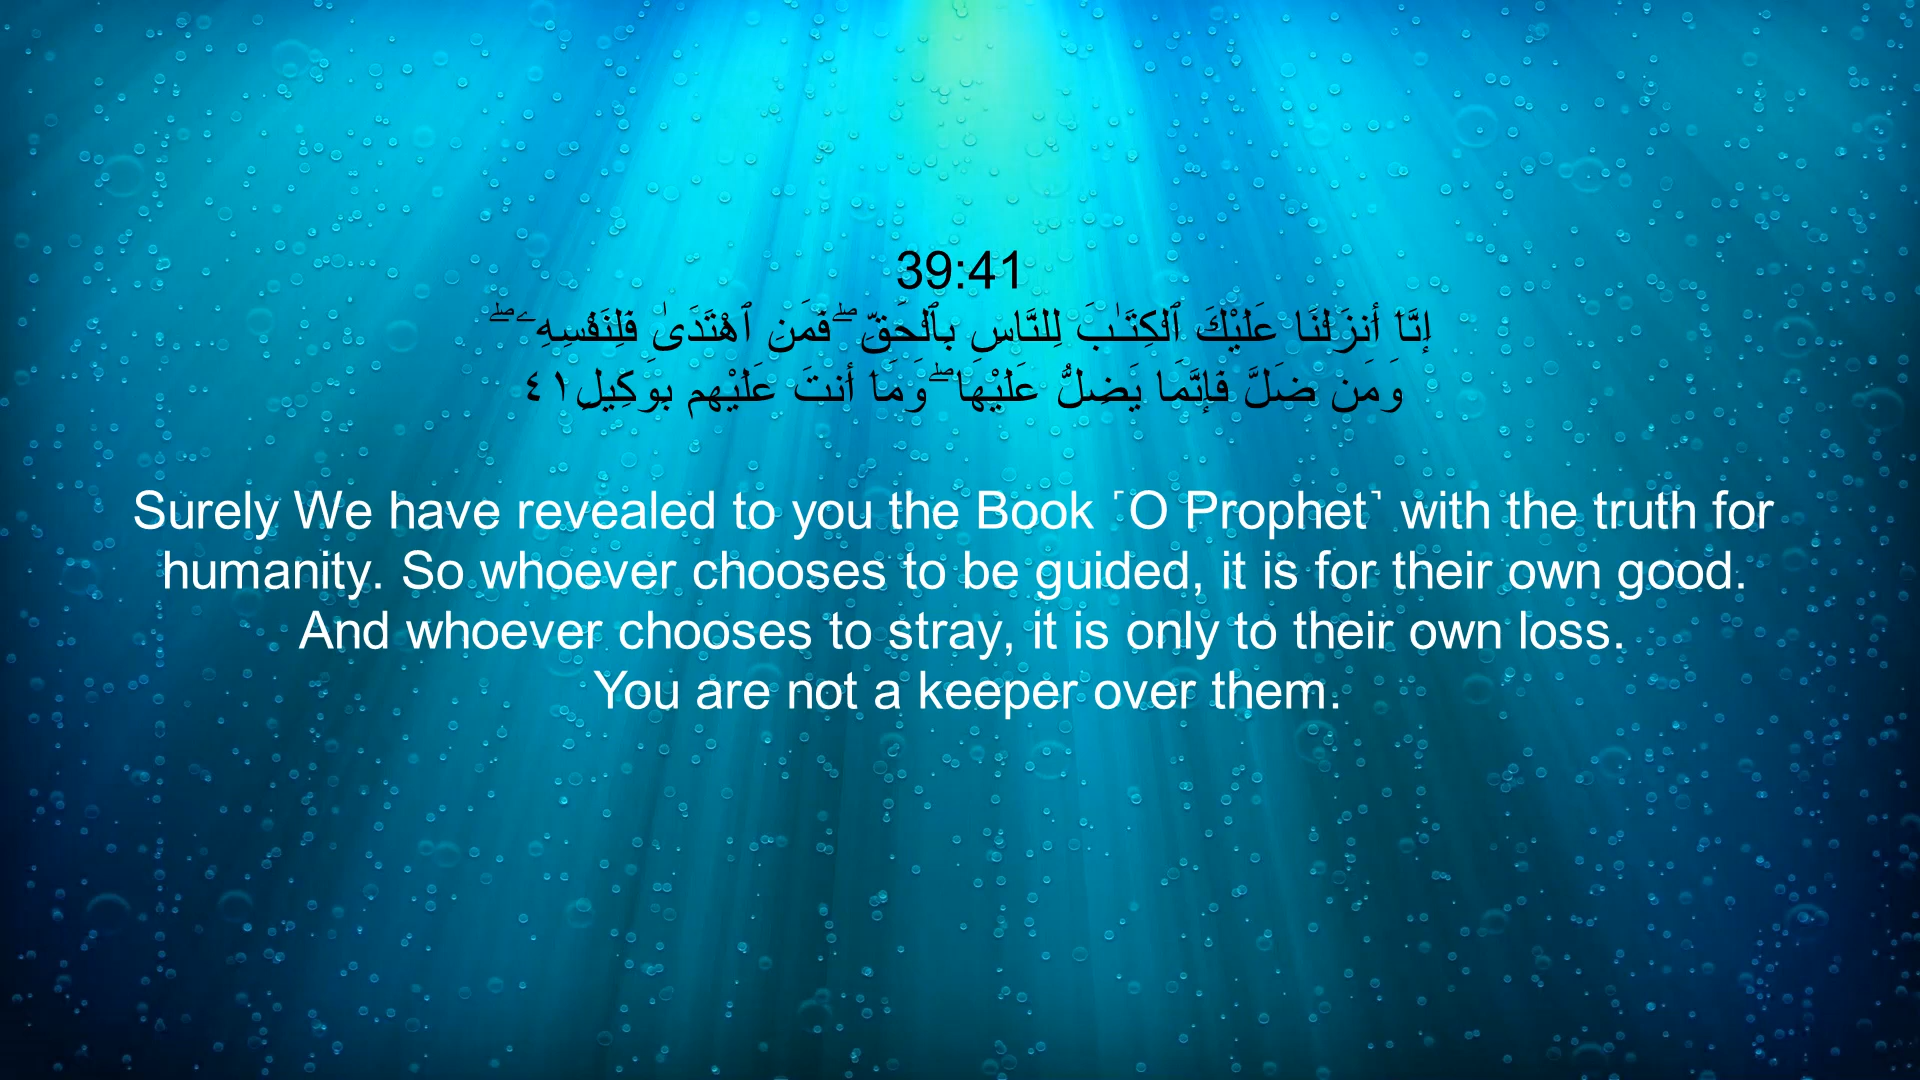 39:41
إِنَّآ أَنزَلْنَا عَلَيْكَ ٱلْكِتَـٰبَ لِلنَّاسِ بِٱلْحَقِّ ۖ فَمَنِ ٱهْتَدَىٰ فَلِنَفْسِهِۦ ۖ
وَمَن ضَلَّ فَإِنَّمَا يَضِلُّ عَلَيْهَا ۖ وَمَآ أَنتَ عَلَيْهِم بِوَكِيلٍ ٤١
Surely We have revealed to you the Book ˹O Prophet˺ with the truth for
humanity. So whoever chooses to be guided, it is for their own good.
And whoever chooses to stray, it is only to their own loss.
You are not a keeper over them.